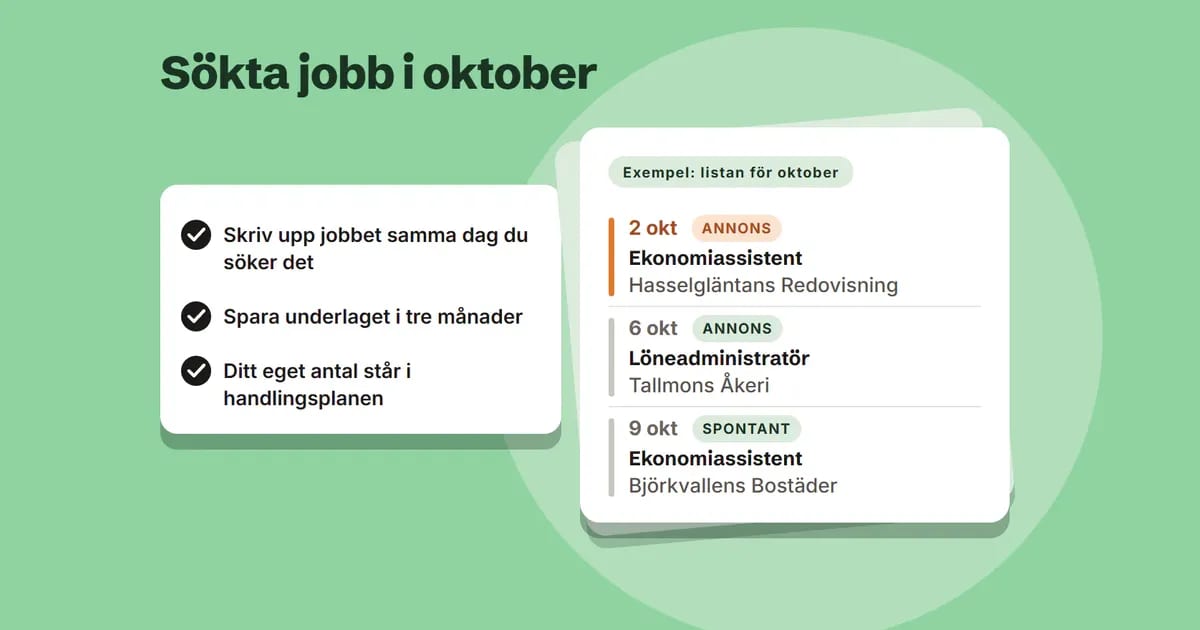 Sökta jobb i oktober
Skriv upp jobbet samma dag du
söker det
Spara underlaget i tre månader
Ditt eget antal står i
handlingsplanen
Exempel: listan för oktober
2 okt ANNONS
Ekonomiassistent
Hasselgläntans Redovisning
6 okt ANNONS
Löneadministratör
Tallmons Åkeri
9 okt SPONTANT
Ekonomiassistent
Björkvallens Bostäder